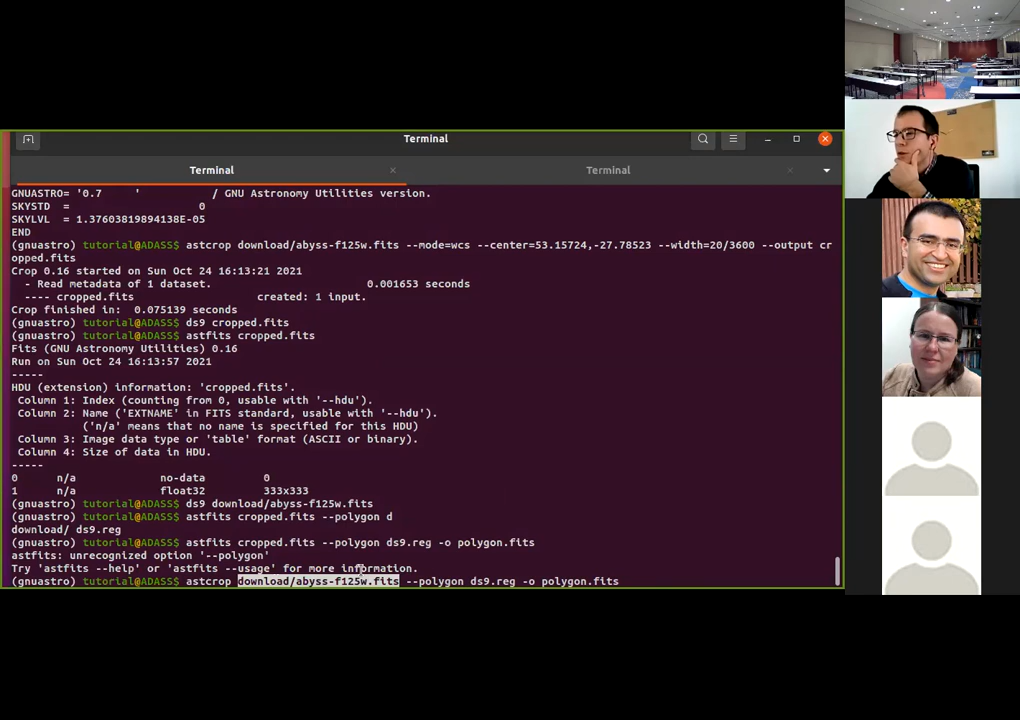 Terminal
Terminal
Terminal
GNUASTRO= '0.7     '           / GNU Astronomy Utilities version.
SKYSTD  =                    0
SKYLVL  = 1.37603819894138E-05
END
(gnuastro) tutorial@ADASS$ astcrop download/abyss-f125w.fits --mode=wcs --center=53.15724,-27.78523 --width=20/3600 --output cr
opped.fits
Crop 0.16 started on Sun Oct 24 16:13:21 2021
  - Read metadata of 1 dataset.                      0.001653 seconds
  ---- cropped.fits              created: 1 input.
Crop finished in:  0.075139 seconds
(gnuastro) tutorial@ADASS$ ds9 cropped.fits
(gnuastro) tutorial@ADASS$ astfits cropped.fits
Fits (GNU Astronomy Utilities) 0.16
Run on Sun Oct 24 16:13:57 2021
-----
HDU (extension) information: 'cropped.fits'.
 Column 1: Index (counting from 0, usable with '--hdu').
 Column 2: Name ('EXTNAME' in FITS standard, usable with '--hdu').
           ('n/a' means that no name is specified for this HDU)
 Column 3: Image data type or 'table' format (ASCII or binary).
 Column 4: Size of data in HDU.
-----
0      n/a             no-data         0
1      n/a             float32         333x333
(gnuastro) tutorial@ADASS$ ds9 download/abyss-f125w.fits
(gnuastro) tutorial@ADASS$ astfits cropped.fits --polygon d
download/ ds9.reg
(gnuastro) tutorial@ADASS$ astfits cropped.fits --polygon ds9.reg -o polygon.fits
astfits: unrecognized option '--polygon'
Try 'astfits --help' or 'astfits --usage' for more information.
(gnuastro) tutorial@ADASS$ astcrop download/abyss-f125w.fits --polygon ds9.reg -o polygon.fits